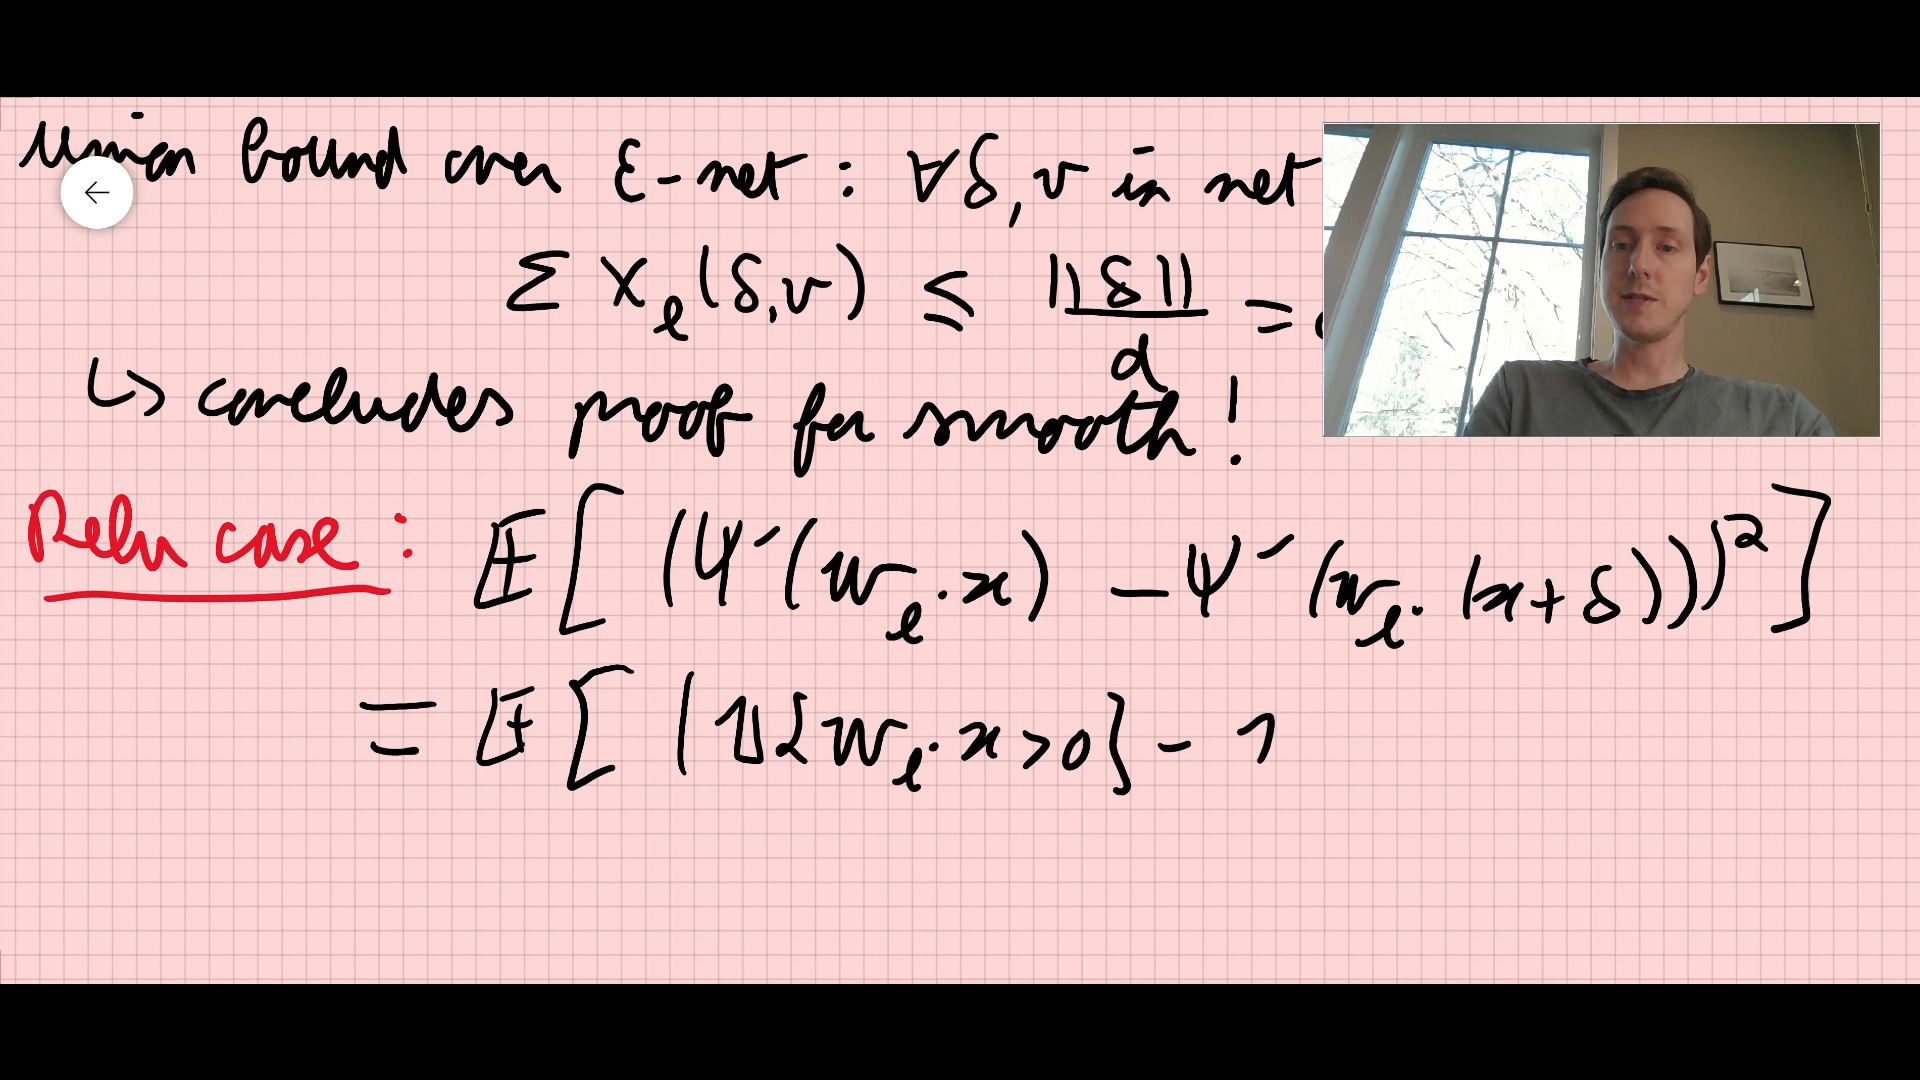 Union bound over ε-net : ∀δ, v in net
Σ X_ℓ(δ,v) ≤ ||δ||/d =
↳ concludes proof for smooth!
Relu case : 𝔼[(ψ'(w_ℓ·x) - ψ'(w_ℓ·(x+δ)))²]
= 𝔼[(𝟙{w_ℓ·x>0} - 1